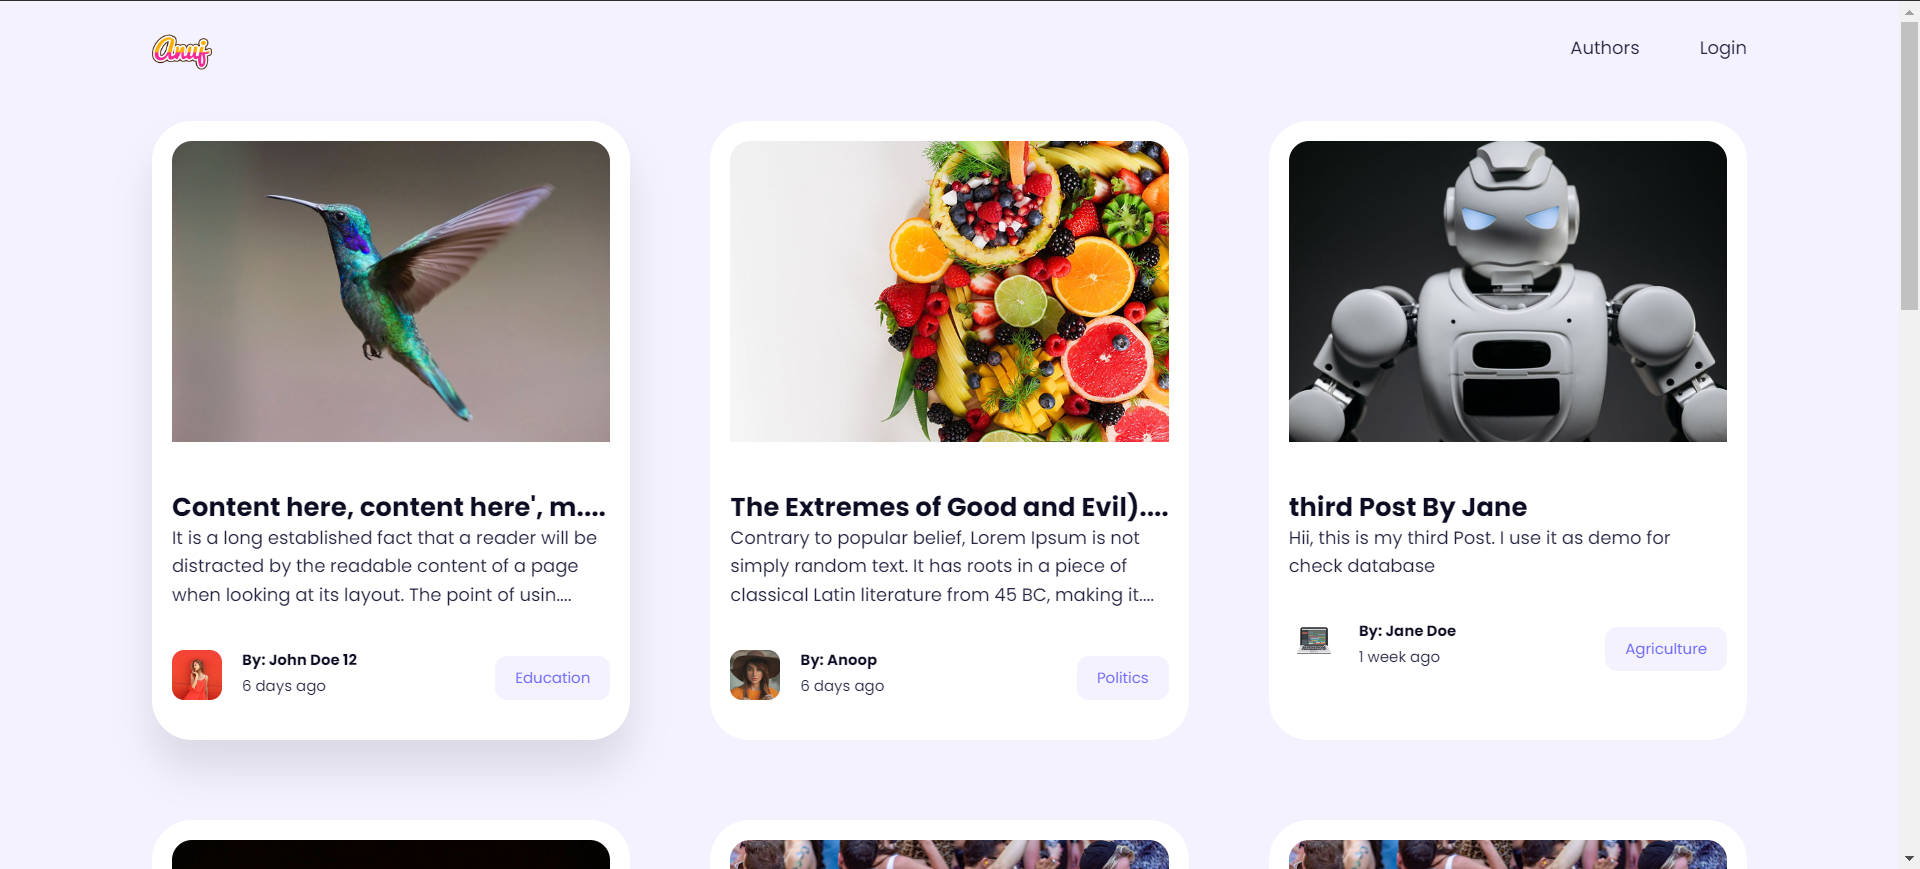 Anuj
Authors
Login
Content here, content here', m....
It is a long established fact that a reader will be
distracted by the readable content of a page
when looking at its layout. The point of usin....
By: John Doe 12
6 days ago
Education
The Extremes of Good and Evil)....
Contrary to popular belief, Lorem Ipsum is not
simply random text. It has roots in a piece of
classical Latin literature from 45 BC, making it....
By: Anoop
6 days ago
Politics
third Post By Jane
Hii, this is my third Post. I use it as demo for
check database
By: Jane Doe
1 week ago
Agriculture